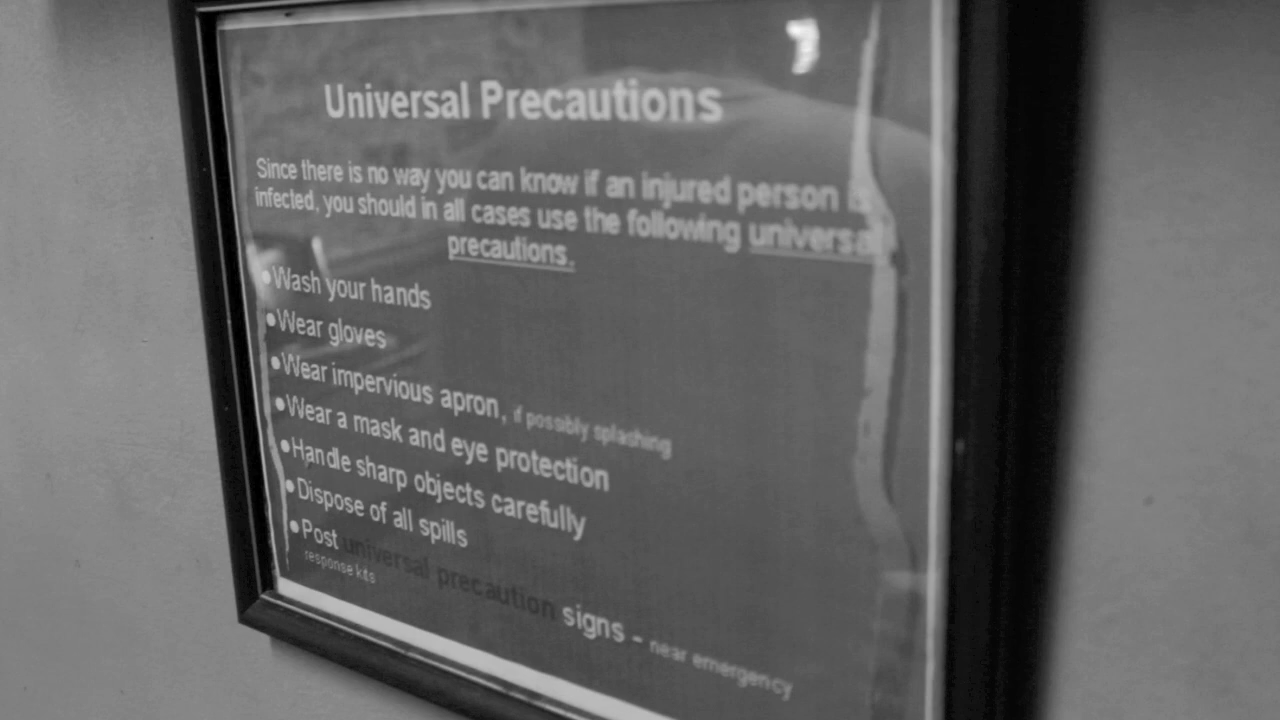 Universal Precautions
Since there is no way you can know if an injured person is
infected, you should in all cases use the following universal
precautions.
•Wash your hands
•Wear gloves
•Wear impervious apron, if possibly splashing
•Wear a mask and eye protection
•Handle sharp objects carefully
•Dispose of all spills
•Post universal precaution signs - near emergency
response kits